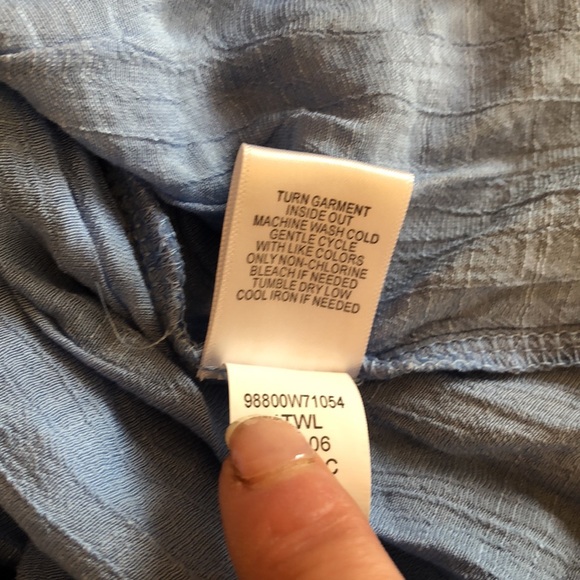 TURN GARMENT
INSIDE OUT
MACHINE WASH COLD
GENTLE CYCLE
WITH LIKE COLORS
ONLY NON-CHLORINE
BLEACH IF NEEDED
TUMBLE DRY LOW
COOL IRON IF NEEDED
98800W71054
TWL
06
C